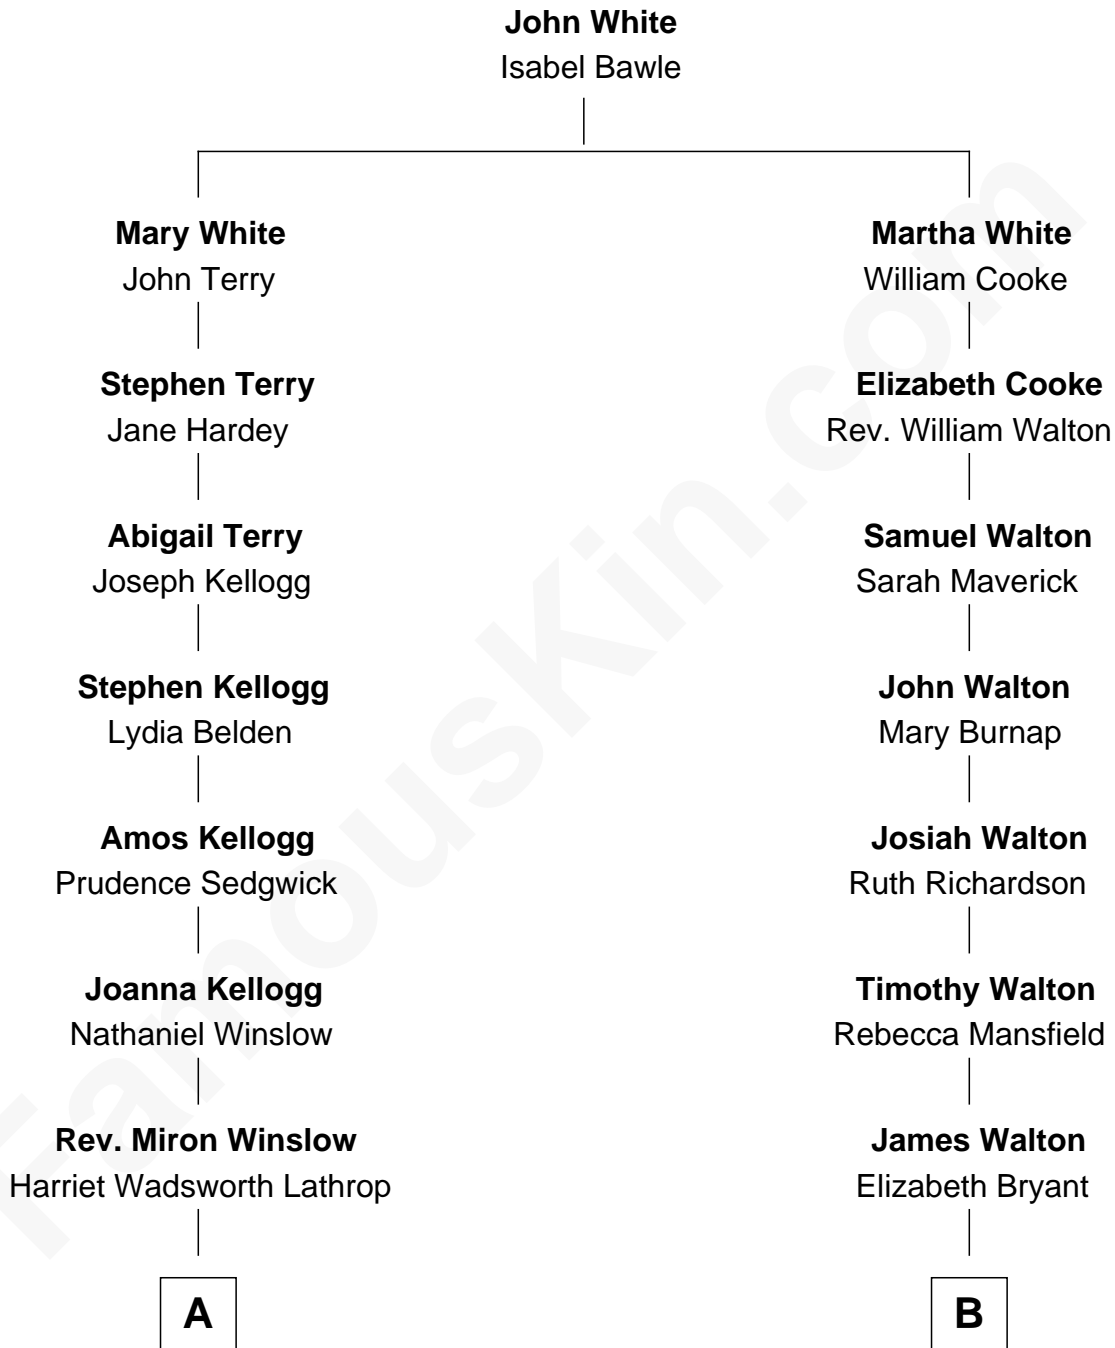 John White
Isabel Bawle
Mary White
John Terry
Martha White
William Cooke
Stephen Terry
Jane Hardey
Elizabeth Cooke
Rev. William Walton
Abigail Terry
Joseph Kellogg
Samuel Walton
Sarah Maverick
Stephen Kellogg
Lydia Belden
John Walton
Mary Burnap
Amos Kellogg
Prudence Sedgwick
Josiah Walton
Ruth Richardson
Joanna Kellogg
Nathaniel Winslow
Timothy Walton
Rebecca Mansfield
Rev. Miron Winslow
Harriet Wadsworth Lathrop
James Walton
Elizabeth Bryant
A
B
FamousKin.com